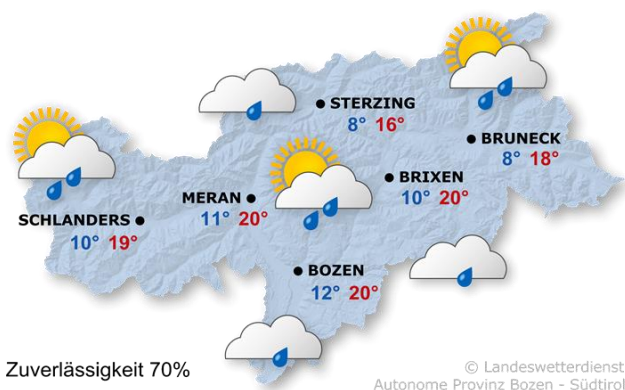 STERZING
8° 16°
BRUNECK
8° 18°
BRIXEN
10° 20°
MERAN
11° 20°
SCHLANDERS
10° 19°
BOZEN
12° 20°
Zuverlässigkeit 70%
© Landeswetterdienst
Autonome Provinz Bozen - Südtirol